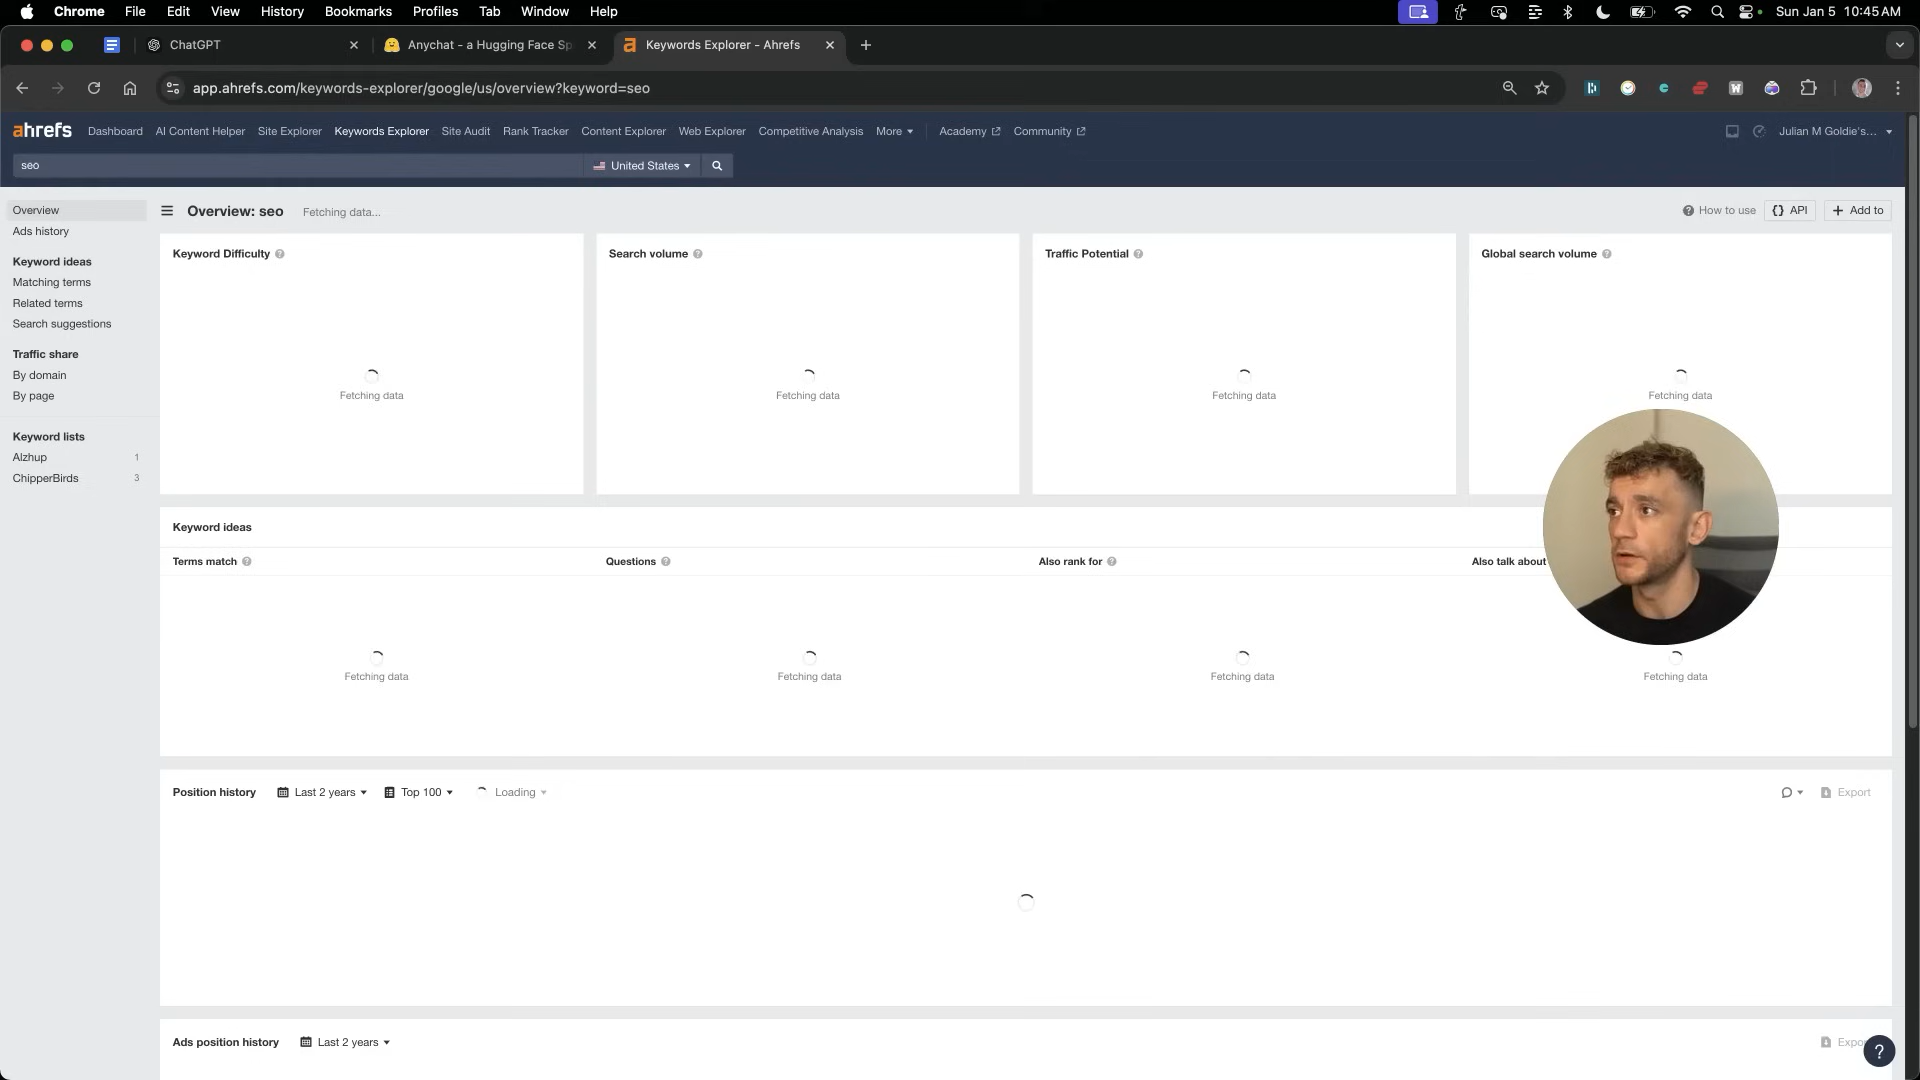 Chrome File Edit View History Bookmarks Profiles Tab Window Help Sun Jan 5 10:45 AM
ChatGPT Anychat - a Hugging Face Sp Keywords Explorer - Ahrefs
app.ahrefs.com/keywords-explorer/google/us/overview?keyword=seo
ahrefs Dashboard AI Content Helper Site Explorer Keywords Explorer Site Audit Rank Tracker Content Explorer Web Explorer Competitive Analysis More Academy Community Julian M Goldie's...
seo United States
Overview
Ads history
Keyword ideas
Matching terms
Related terms
Search suggestions
Traffic share
By domain
By page
Keyword lists
Alzhup 1
ChipperBirds 3
Overview: seo Fetching data... How to use {} API + Add to
Keyword Difficulty Search volume Traffic Potential Global search volume
Fetching data Fetching data Fetching data Fetching data
Keyword ideas
Terms match Questions Also rank for Also talk about
Fetching data Fetching data Fetching data Fetching data
Position history Last 2 years Top 100 Loading Export
Ads position history Last 2 years
?